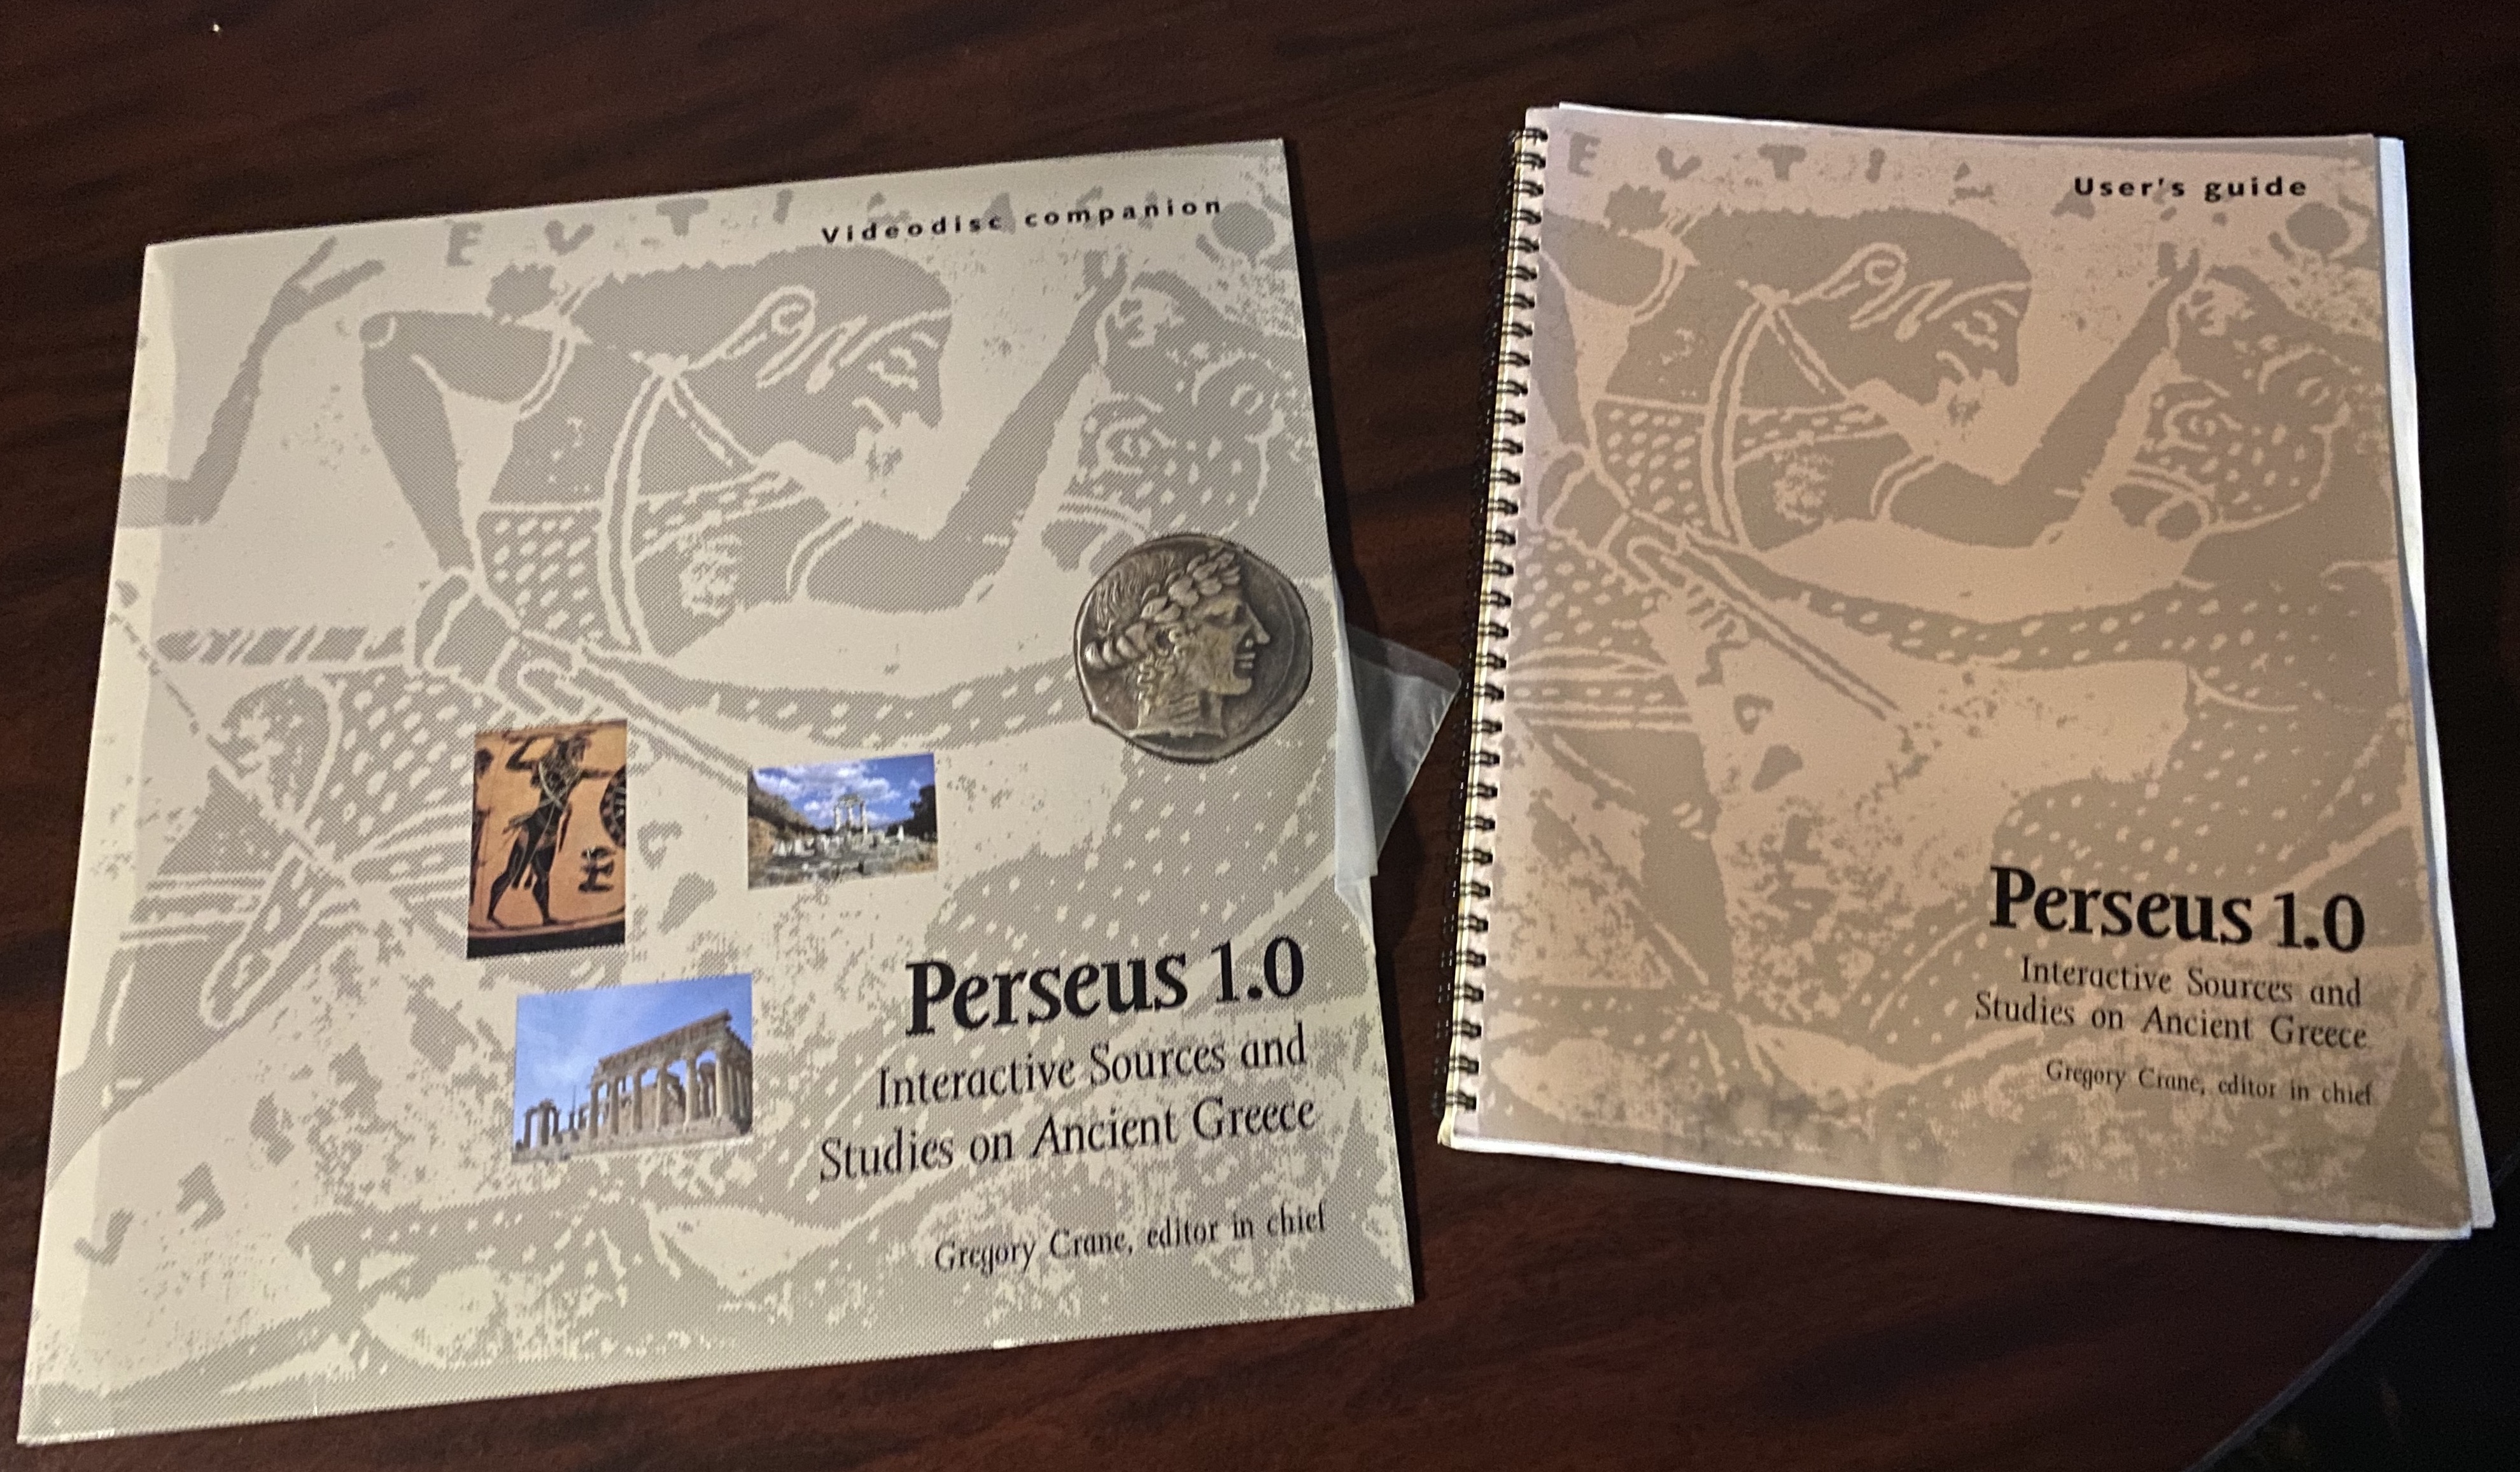 Videodisc companion
E V T I
Perseus 1.0
Interactive Sources and
Studies on Ancient Greece
Gregory Crane, editor in chief
User's guide
E V T I
Perseus 1.0
Interactive Sources and
Studies on Ancient Greece
Gregory Crane, editor in chief